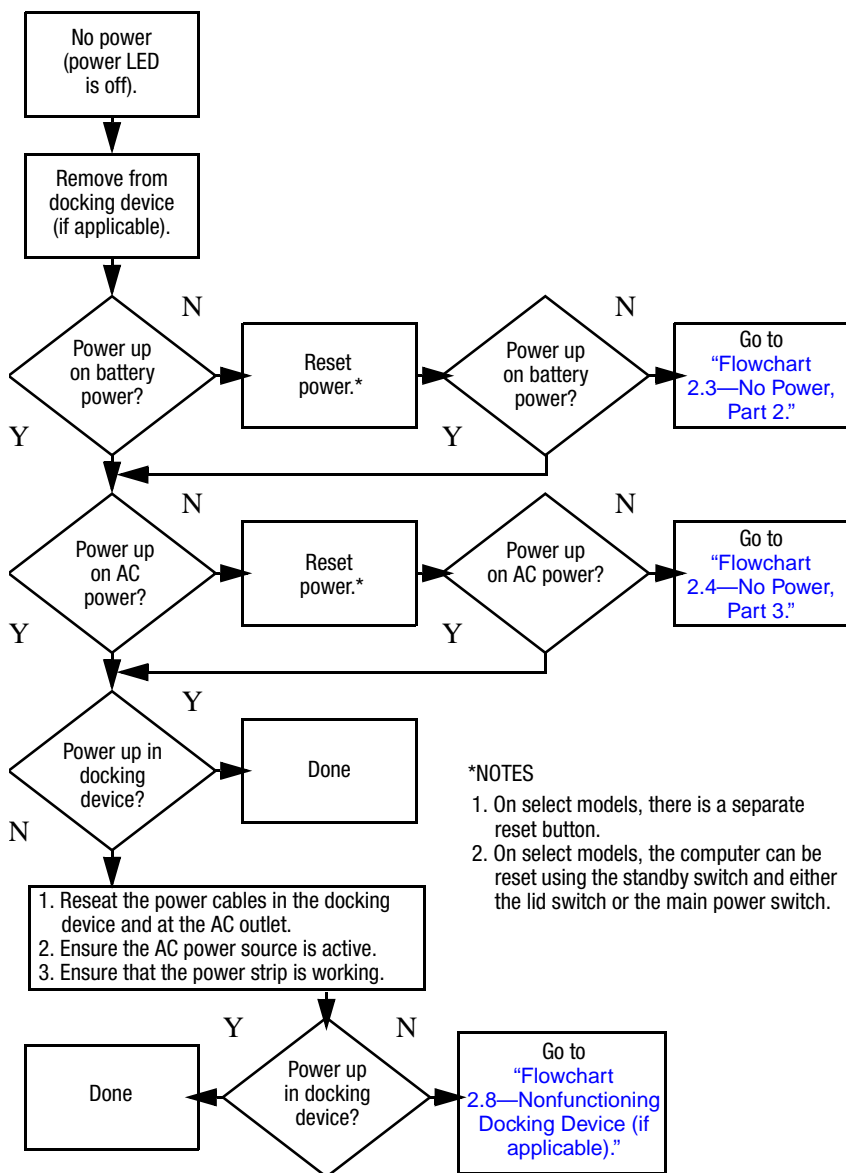 No power
(power LED
is off).
Remove from
docking device
(if applicable).
N
N
Power up
on battery
power?
Reset
power.*
Power up
on battery
power?
Go to
“Flowchart
2.3—No Power,
Part 2.”
Y
Y
N
N
Power up
on AC
power?
Reset
power.*
Power up
on AC power?
Go to
“Flowchart
2.4—No Power,
Part 3.”
Y
Y
Y
Power up in
docking
device?
Done
N
*NOTES
1. On select models, there is a separate
reset button.
2. On select models, the computer can be
reset using the standby switch and either
the lid switch or the main power switch.
1. Reseat the power cables in the docking
device and at the AC outlet.
2. Ensure the AC power source is active.
3. Ensure that the power strip is working.
Y
N
Done
Power up
in docking
device?
Go to
“Flowchart
2.8—Nonfunctioning
Docking Device (if
applicable).”